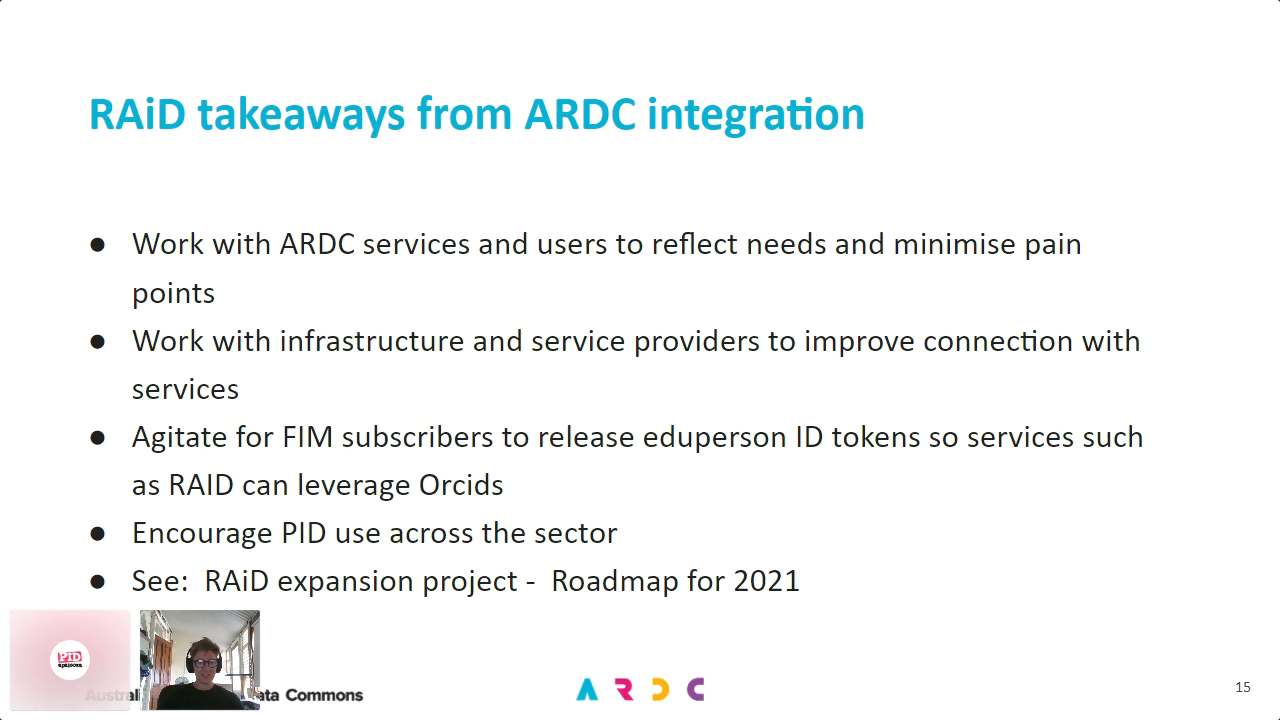 RAiD takeaways from ARDC integration
● Work with ARDC services and users to reflect needs and minimise pain
points
● Work with infrastructure and service providers to improve connection with
services
● Agitate for FIM subscribers to release eduperson ID tokens so services such
as RAID can leverage Orcids
● Encourage PID use across the sector
● See:  RAiD expansion project -  Roadmap for 2021
PID
apalooza
Australi ata Commons
A R D C
15